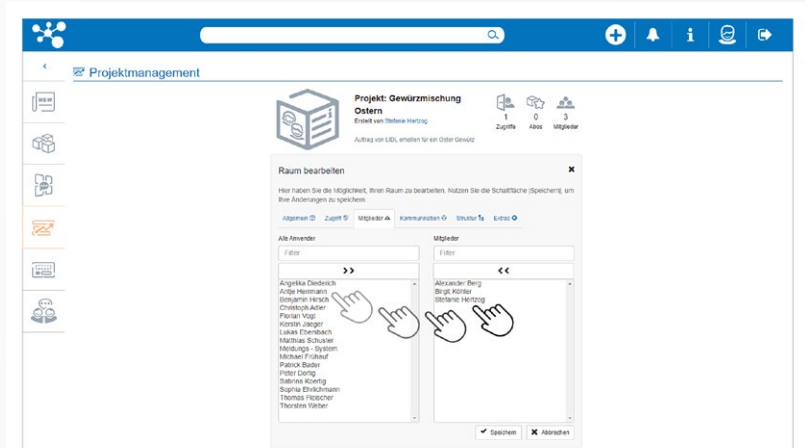 Projektmanagement
NEW
Projekt: Gewürzmischung
Ostern
Erstellt von Stefanie Hertzog
Auftrag von LIDL erhalten für ein Oster Gewürz
1 0 3
Zugriffe Abos Mitglieder
Raum bearbeiten
Hier haben Sie die Möglichkeit, Ihren Raum zu bearbeiten. Nutzen Sie die Schaltfläche [Speichern], um
Ihre Änderungen zu speichern.
Allgemein Zugriff Mitglieder Kommunikation Struktur Extras
Alle Anwender Mitglieder
Filter Filter
>> <<
Angelika Diederich
Antje Herrmann
Benjamin Hirsch
Christoph Adler
Florian Vogt
Kerstin Jaeger
Lukas Ebersbach
Matthias Schuster
Meldungs - System
Michael Frühauf
Patrick Bader
Peter Dortig
Sabrina Koertig
Sophia Ehrlichmann
Thomas Fleischer
Thorsten Weber
Alexander Berg
Birgit Köhler
Stefanie Hertzog
Speichern Abbrechen